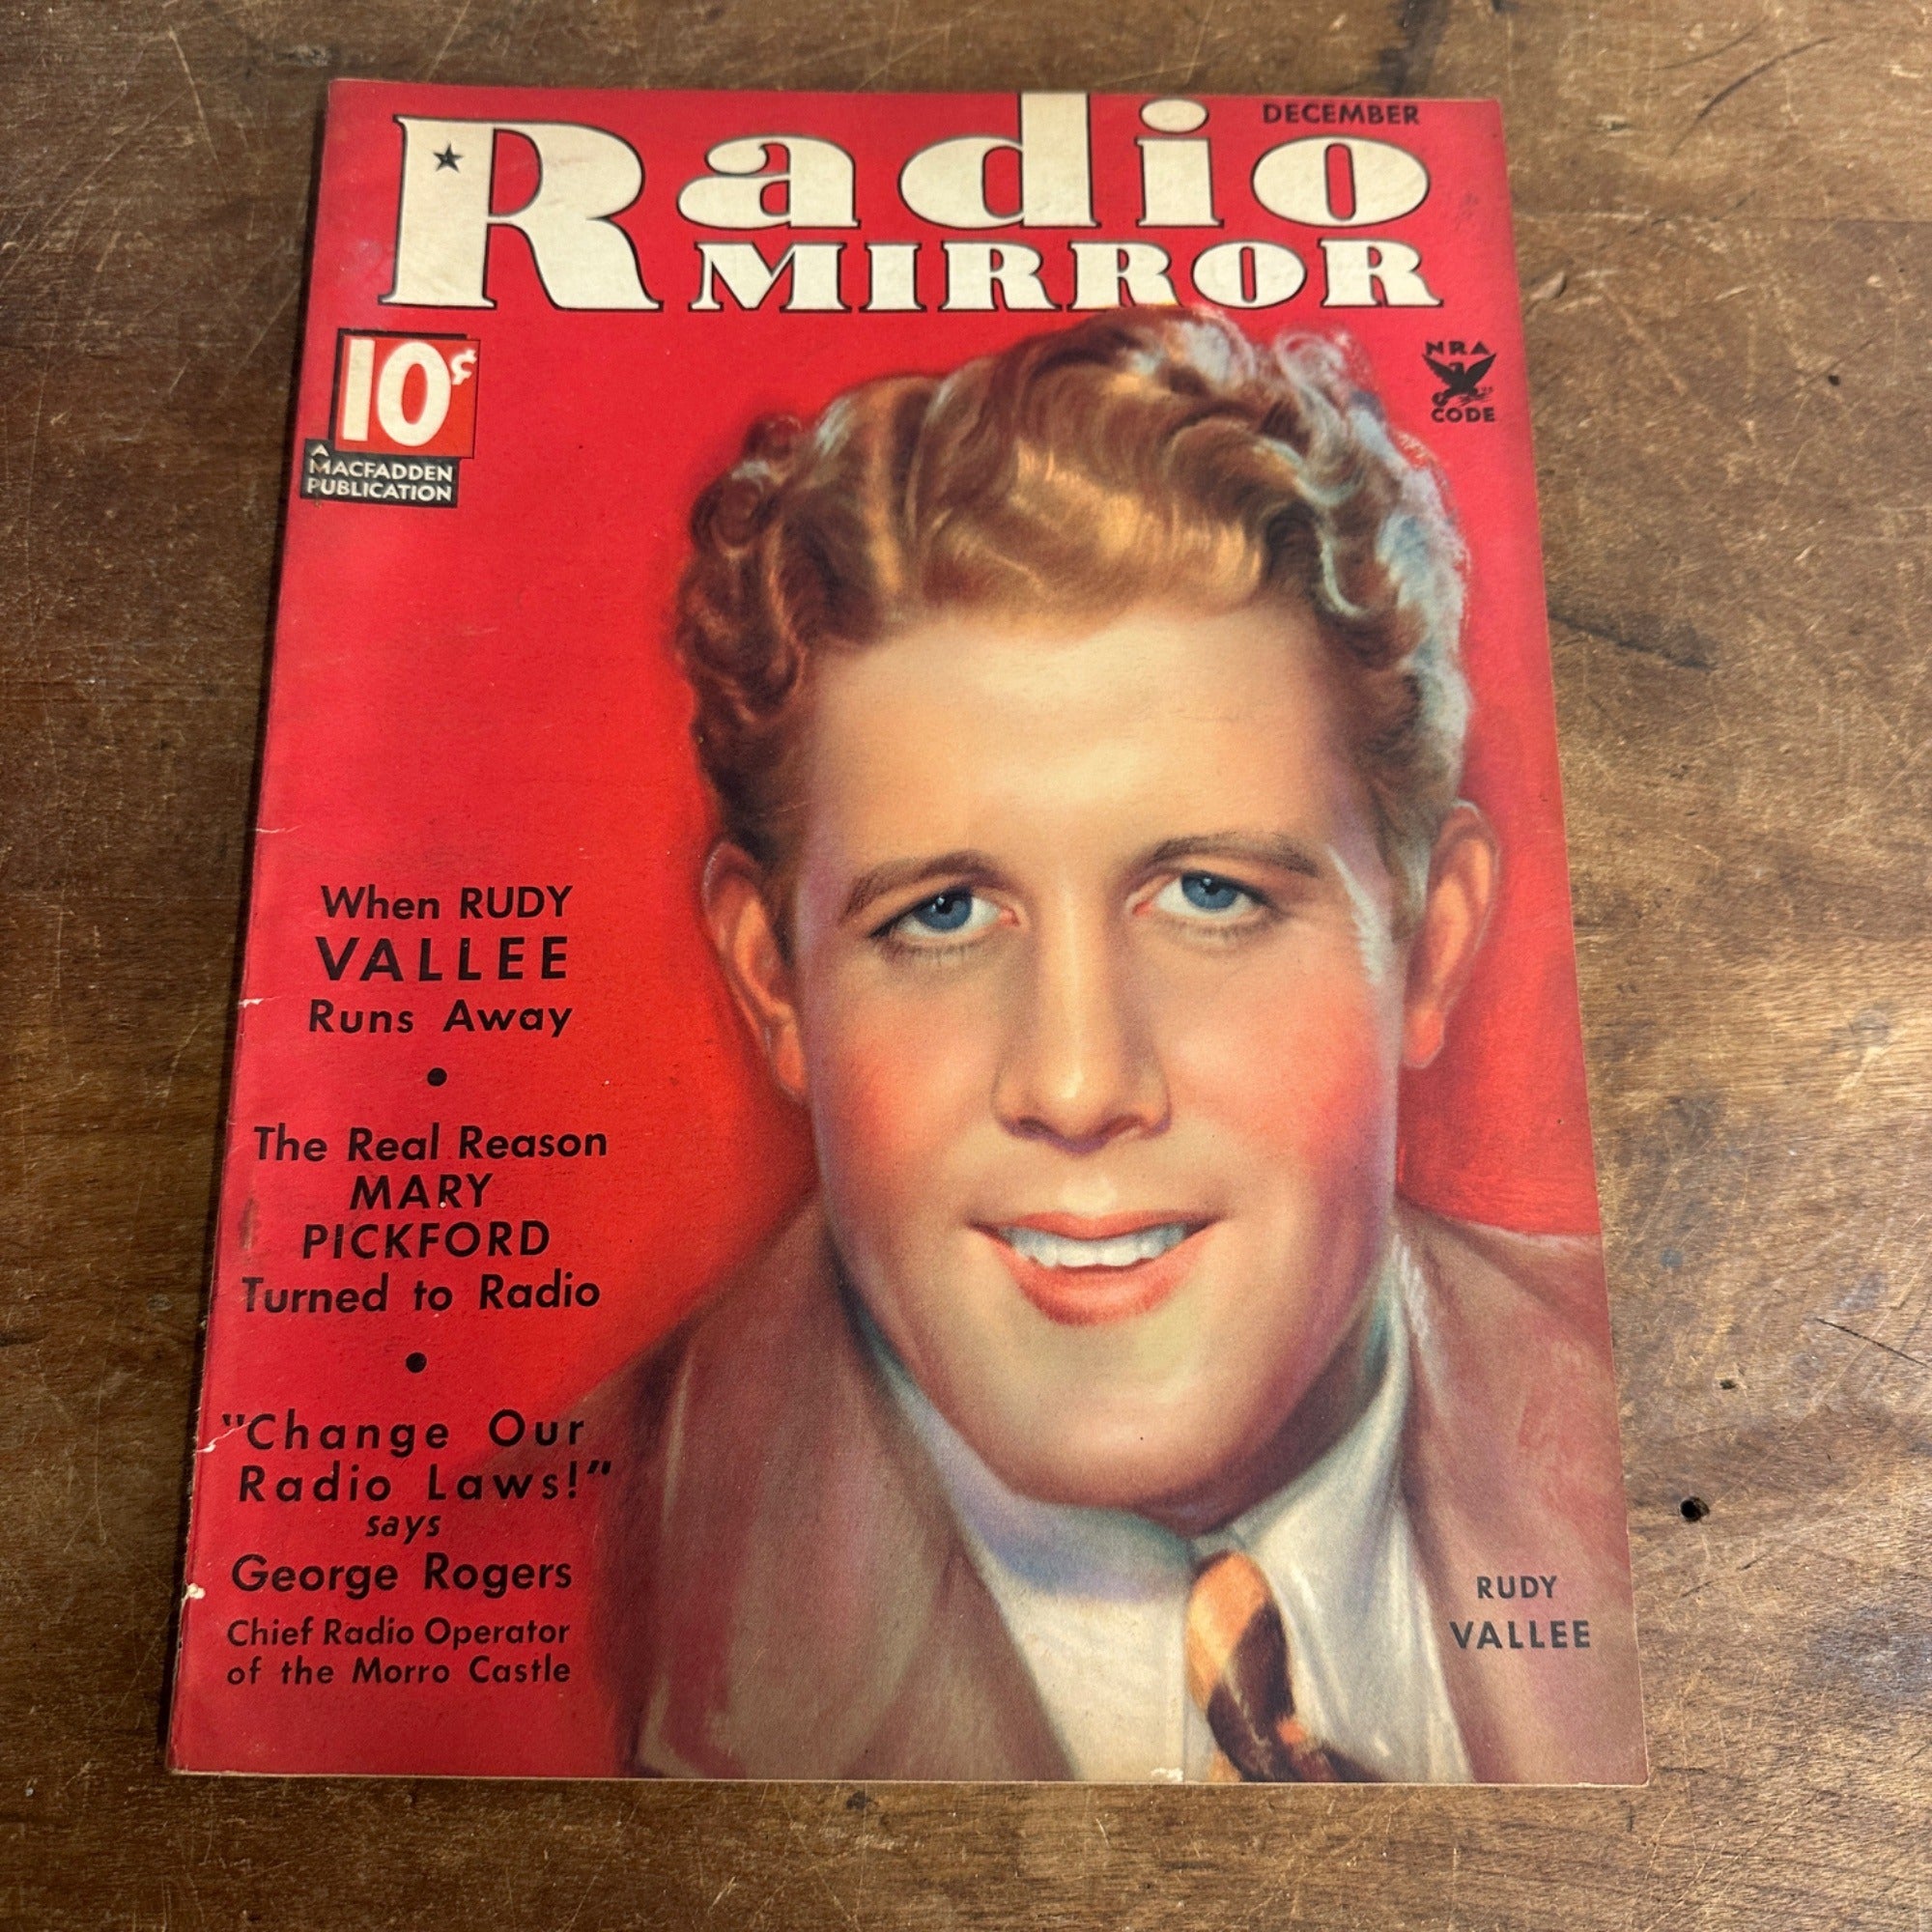 DECEMBER
Radio
MIRROR
10¢
A
MACFADDEN
PUBLICATION
NRA
CODE
When RUDY
VALLEE
Runs Away
•
The Real Reason
MARY
PICKFORD
Turned to Radio
•
"Change Our
Radio Laws!"
says
George Rogers
Chief Radio Operator
of the Morro Castle
RUDY
VALLEE